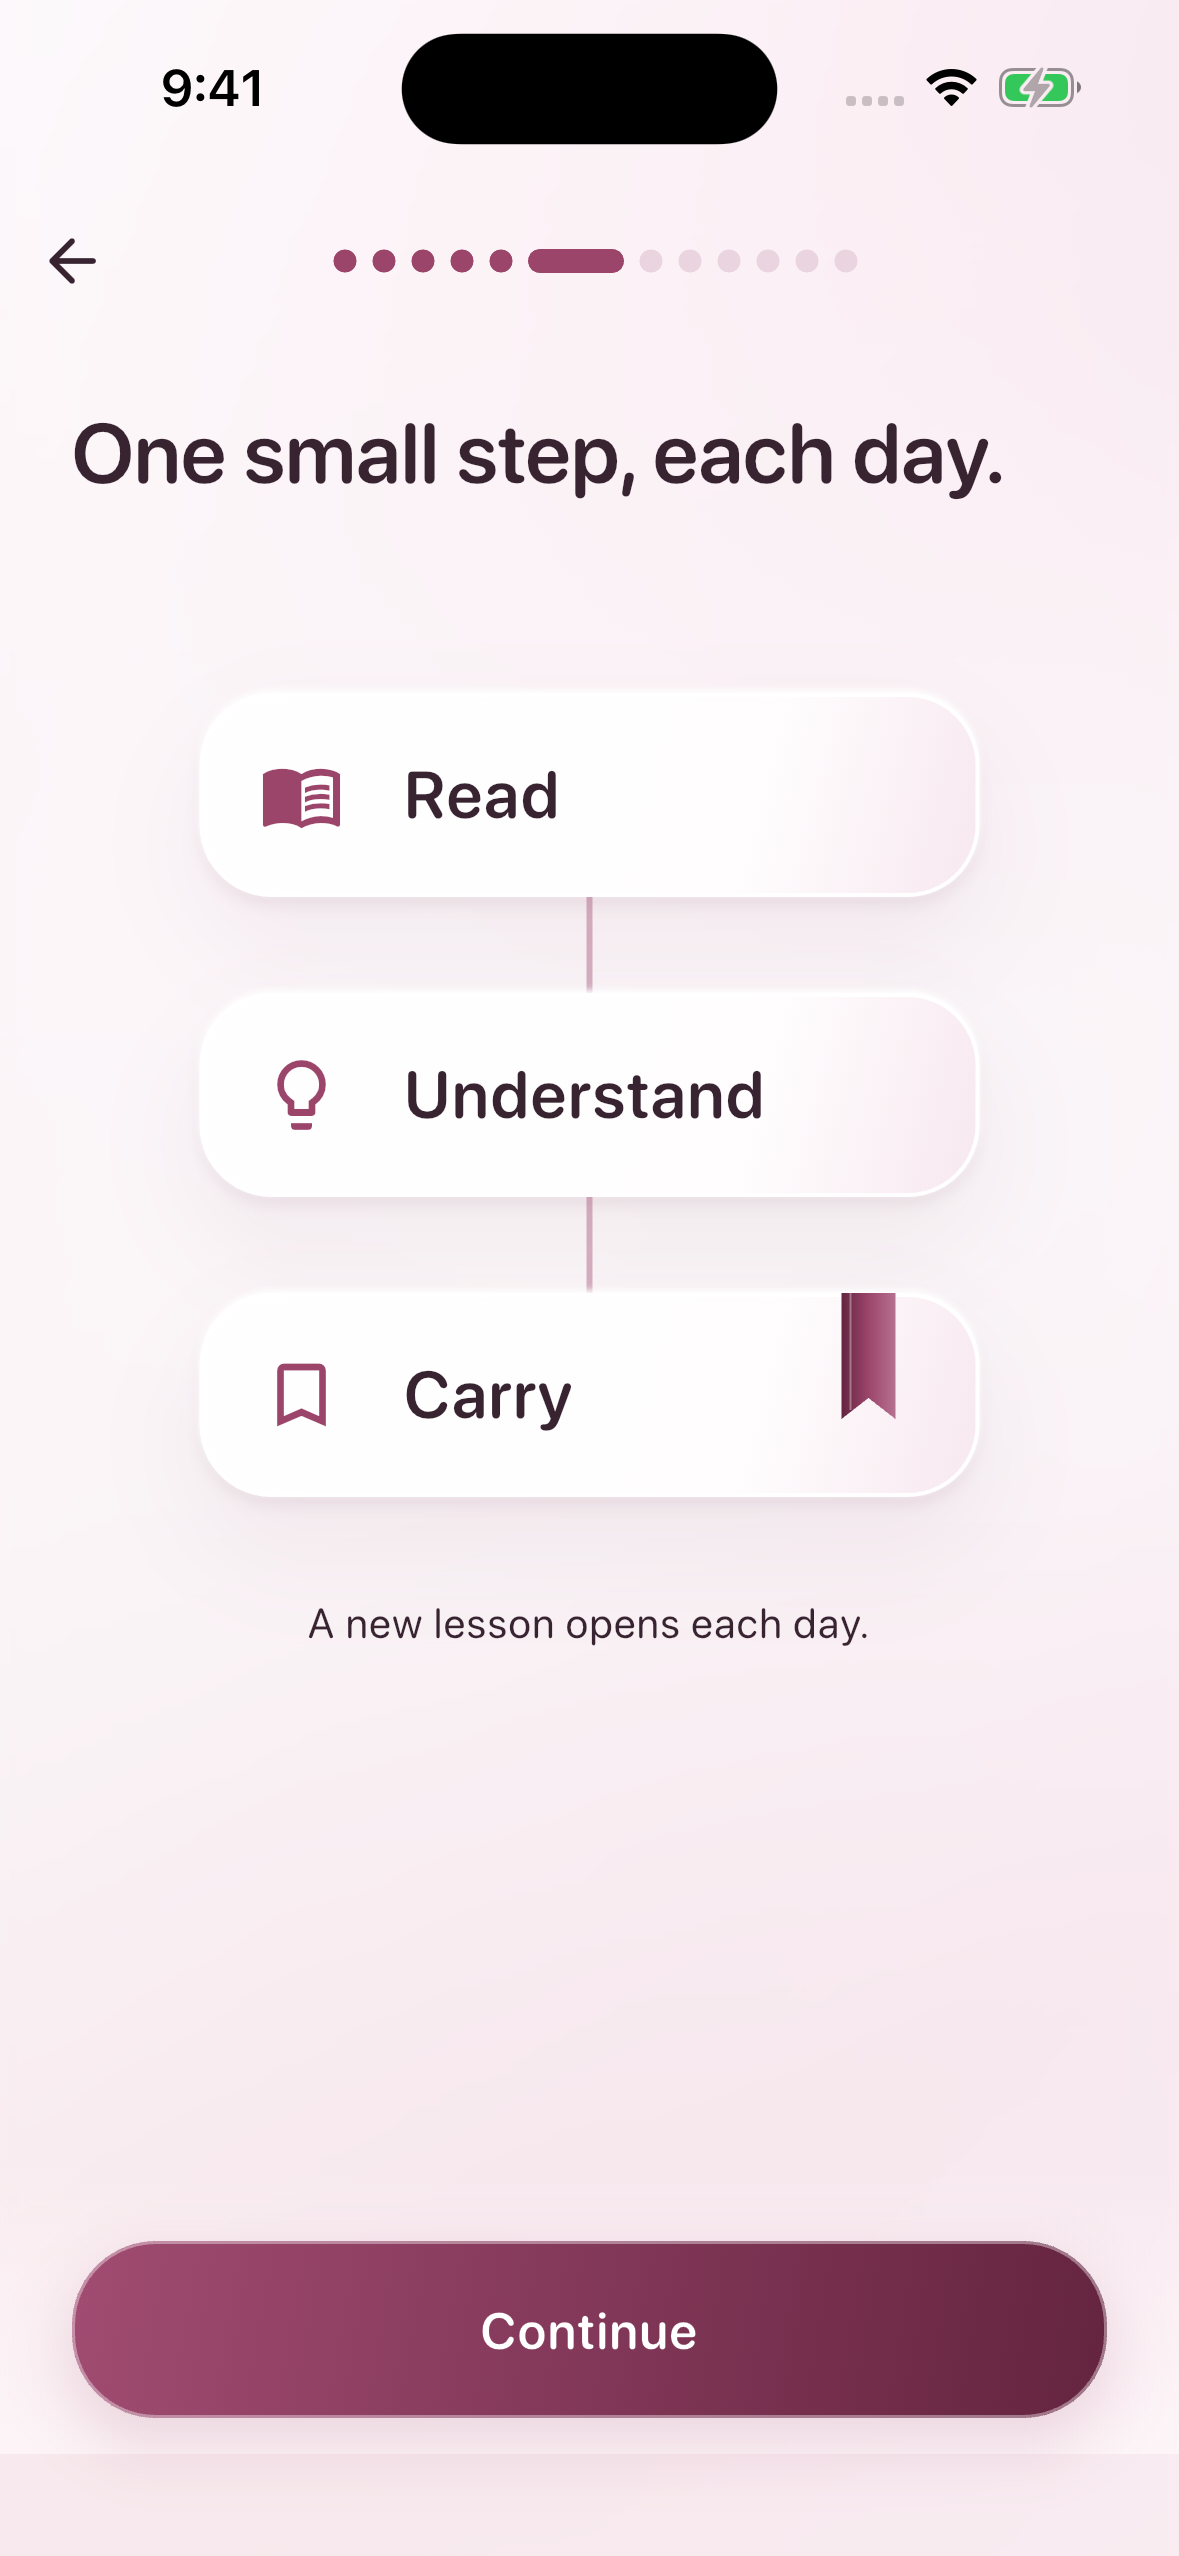 9:41
One small step, each day.
Read
Understand
Carry
A new lesson opens each day.
Continue